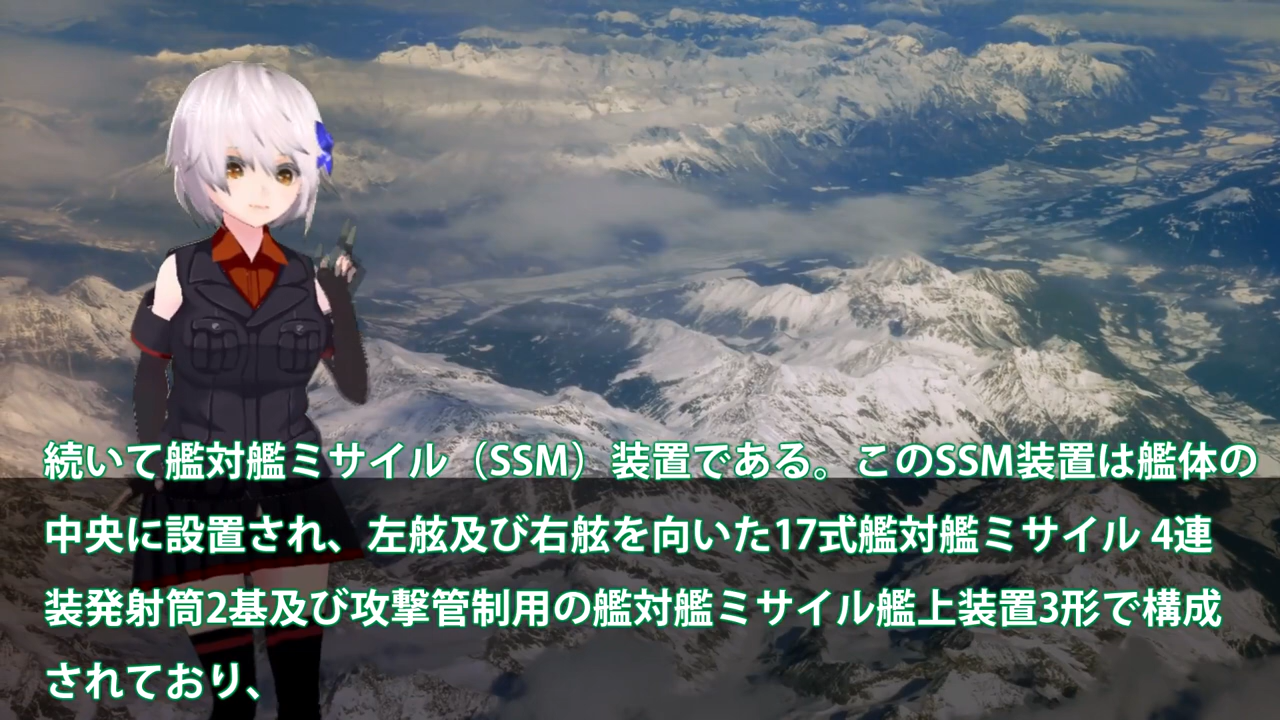 続いて艦対艦ミサイル（SSM）装置である。このSSM装置は艦体の
中央に設置され、左舷及び右舷を向いた17式艦対艦ミサイル 4連
装発射筒2基及び攻撃管制用の艦対艦ミサイル艦上装置3形で構成
されており、